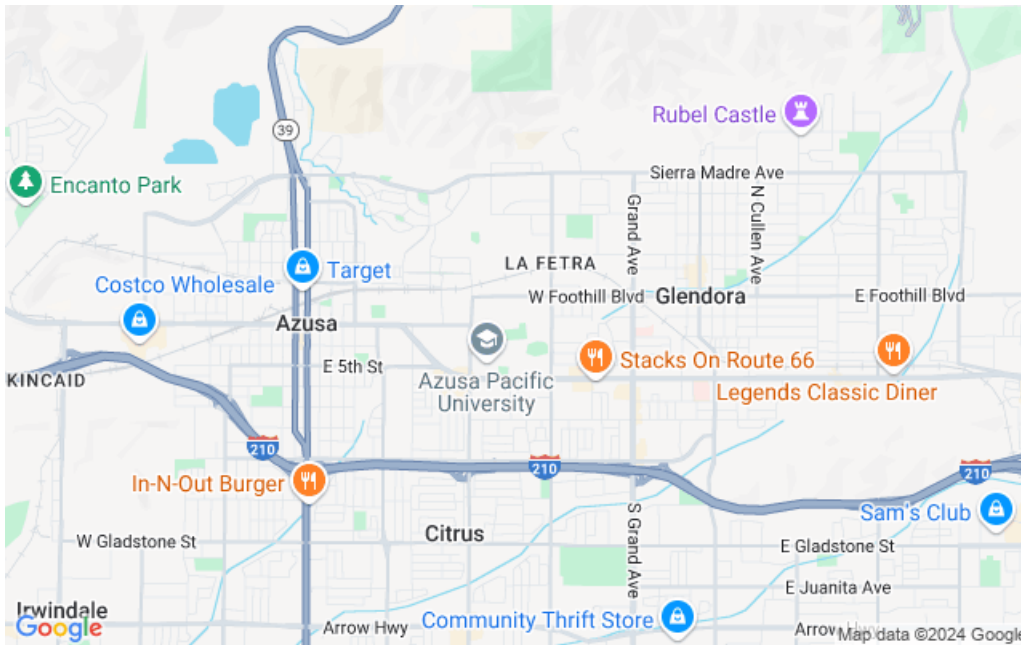 39
Rubel Castle
Sierra Madre Ave
Encanto Park
Grand Ave
N Cullen Ave
LA FETRA
Target
Costco Wholesale
W Foothill Blvd
Glendora
E Foothill Blvd
Azusa
Stacks On Route 66
E 5th St
KINCAID
Azusa Pacific
University
Legends Classic Diner
210
210
210
In-N-Out Burger
Sam's Club
S Grand Ave
Citrus
W Gladstone St
E Gladstone St
E Juanita Ave
Irwindale
Google
Community Thrift Store
Arrow Hwy
Arrow Hwy
Map data ©2024 Google